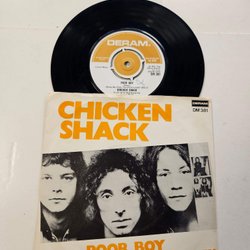 DERAM
POOR BOY
CHICKEN SHACK
CHICKEN
DERAM
DM 381
SHACK
POOR BOY